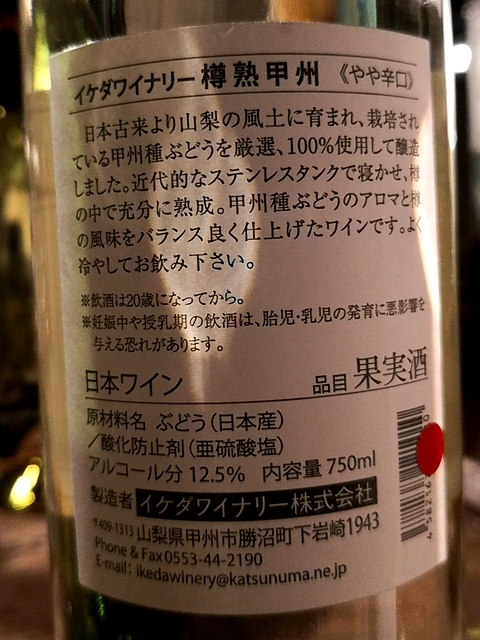 イケダワイナリー 樽熟甲州 《やや辛口》
日本古来より山梨の風土に育まれ、栽培され
ている甲州種ぶどうを厳選、100%使用して醸造
しました。近代的なステンレスタンクで寝かせ、樽
の中で充分に熟成。甲州種ぶどうのアロマと樽
の風味をバランス良く仕上げたワインです。よく
冷やしてお飲み下さい。
※飲酒は20歳になってから。
※妊娠中や授乳期の飲酒は、胎児・乳児の発育に悪影響を
与える恐れがあります。
日本ワイン 品目 果実酒
原材料名 ぶどう(日本産)
/酸化防止剤(亜硫酸塩)
アルコール分 12.5% 内容量 750ml
製造者 イケダワイナリー株式会社
〒409-1313 山梨県甲州市勝沼町下岩崎1943
Phone & Fax 0553-44-2190
E-mail: ikedawinery@katsunuma.ne.jp